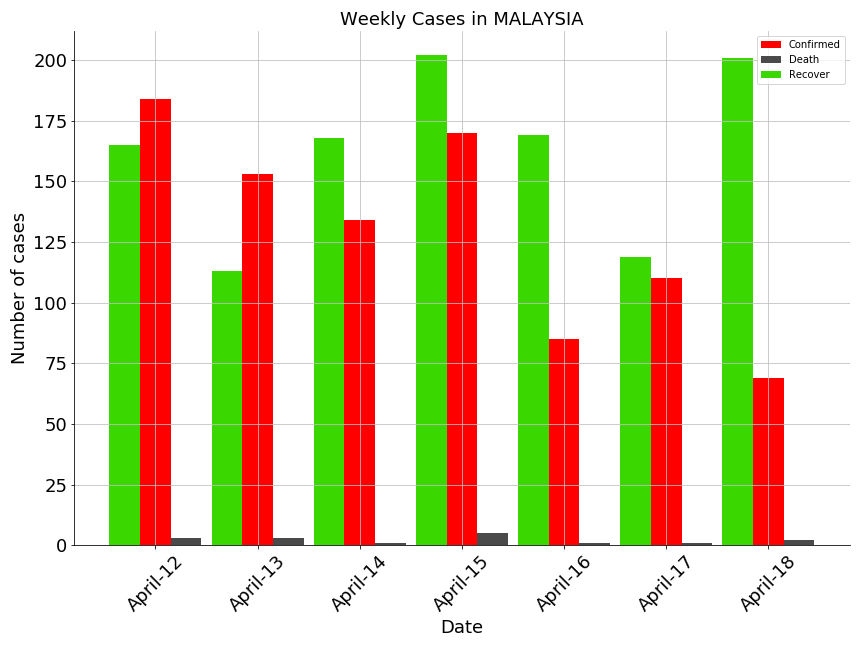 Weekly Cases in MALAYSIA
Confirmed
Death
Recover
Number of cases
200
175
150
125
100
75
50
25
0
April-12
April-13
April-14
April-15
April-16
April-17
April-18
Date